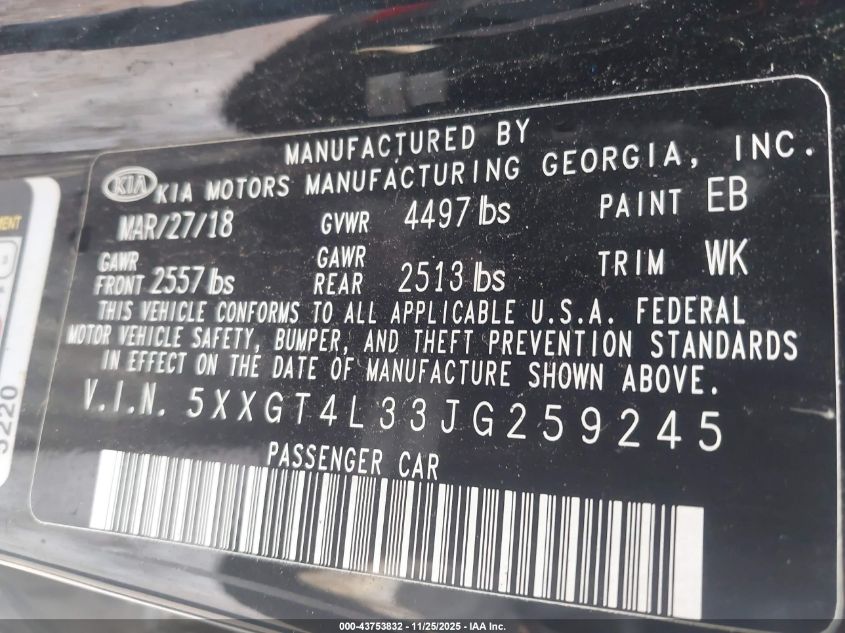 MANUFACTURED BY
KIA KIA MOTORS MANUFACTURING GEORGIA, INC.
MAR/27/18 GVWR 4497 lbs PAINT EB
GAWR FRONT 2557 lbs GAWR REAR 2513 lbs TRIM WK
THIS VEHICLE CONFORMS TO ALL APPLICABLE U.S.A. FEDERAL
MOTOR VEHICLE SAFETY, BUMPER, AND THEFT PREVENTION STANDARDS
IN EFFECT ON THE DATE OF MANUFACTURE SHOWN ABOVE.
V.I.N. 5XXGT4L33JG259245
PASSENGER CAR
000-43753832 - 11/25/2025 - IAA Inc.